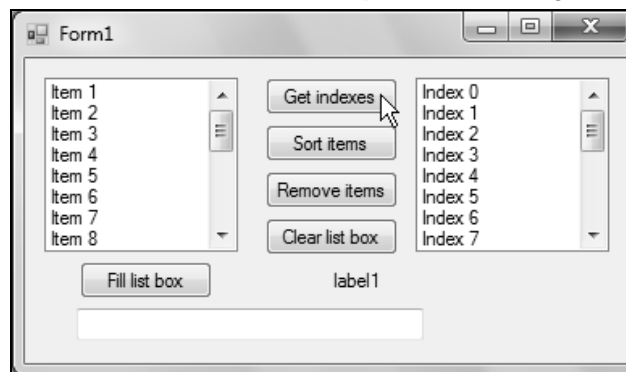 Form1
Item 1
Item 2
Item 3
Item 4
Item 5
Item 6
Item 7
Item 8
Get indexes
Sort items
Remove items
Clear list box
Index 0
Index 1
Index 2
Index 3
Index 4
Index 5
Index 6
Index 7
Fill list box
label1